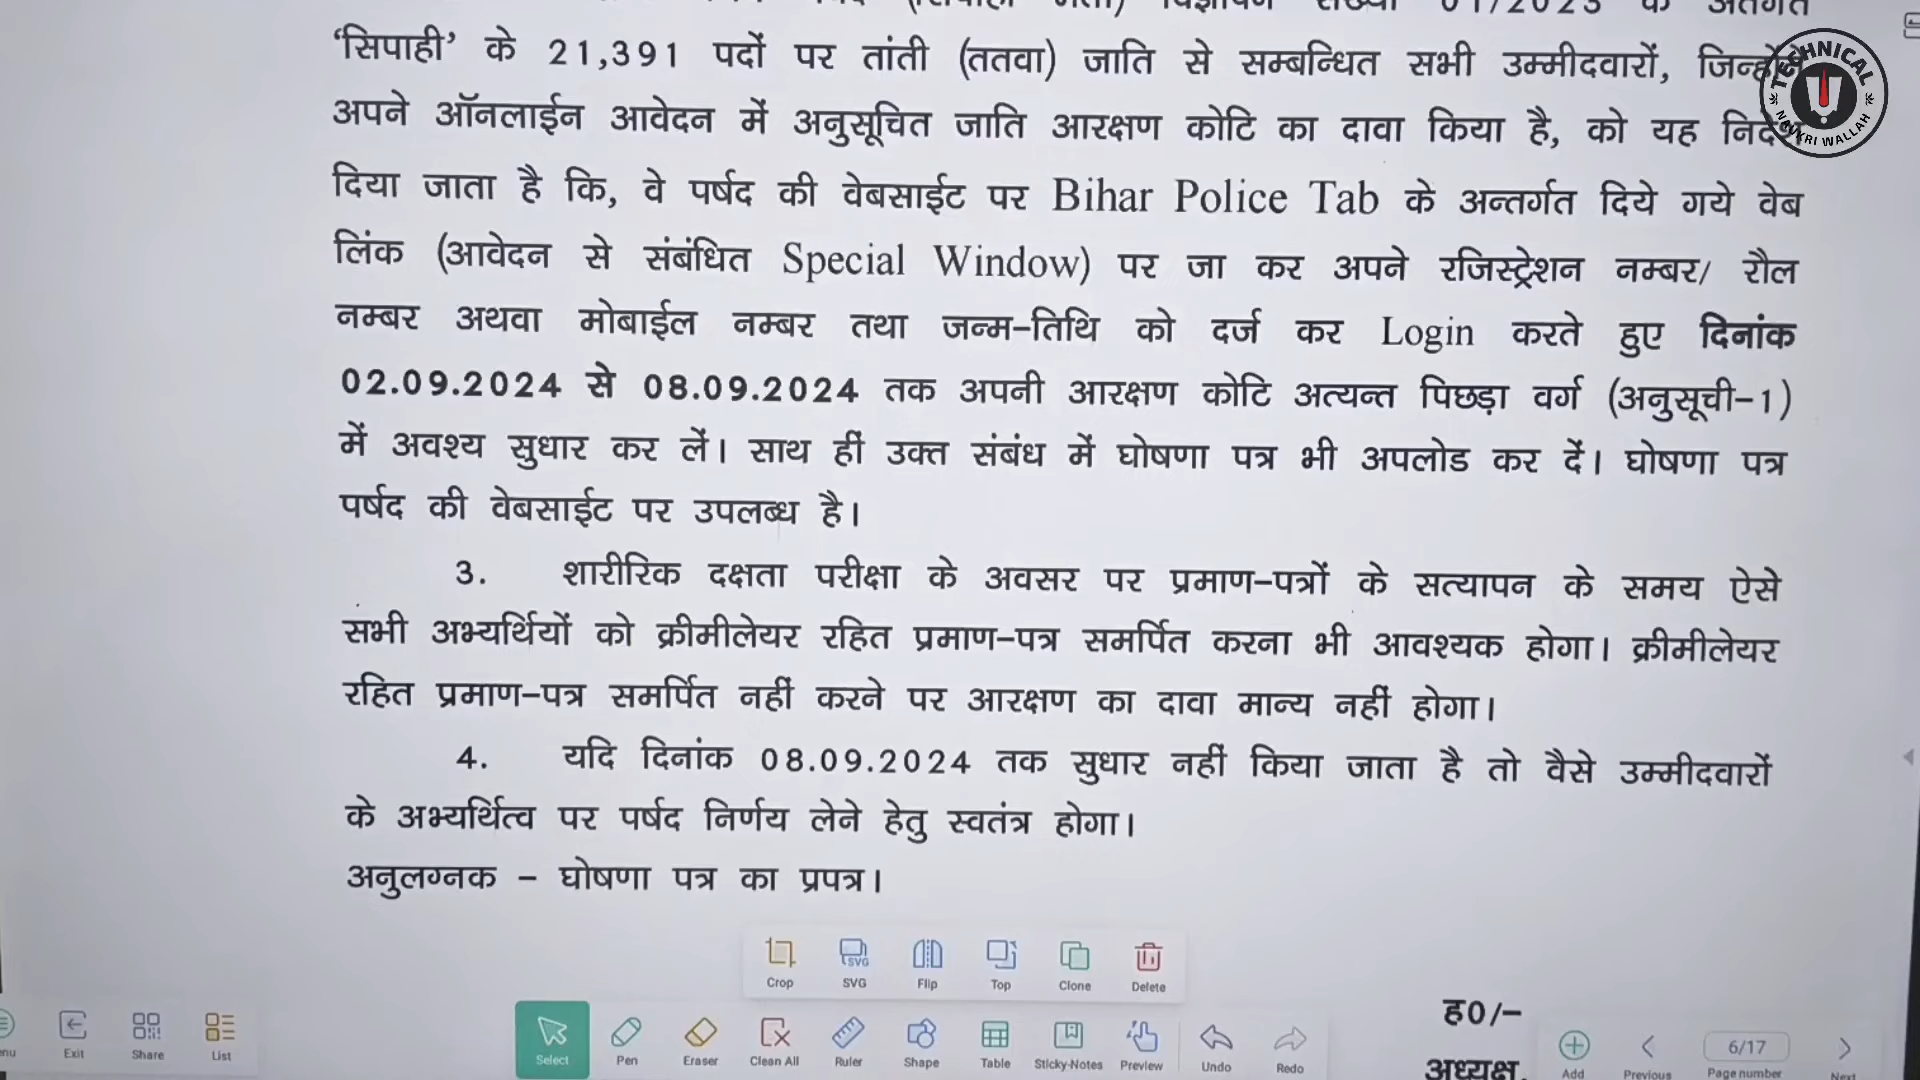 ‘सिपाही’ के 21,391 पदों पर तांती (ततवा) जाति से सम्बन्धित सभी उम्मीदवारों,
अपने ऑनलाईन आवेदन में अनुसूचित जाति आरक्षण कोटि का दावा किया है, को यह
दिया जाता है कि, वे पर्षद की वेबसाईट पर Bihar Police Tab के अन्तर्गत दिये गये वेब
लिंक (आवेदन से संबंधित Special Window) पर जा कर अपने रजिस्ट्रेशन नम्बर/ रौल
नम्बर अथवा मोबाईल नम्बर तथा जन्म-तिथि को दर्ज कर Login करते हुए दिनांक
02.09.2024 से 08.09.2024 तक अपनी आरक्षण कोटि अत्यन्त पिछड़ा वर्ग (अनुसूची-1)
में अवश्य सुधार कर लें। साथ हीं उक्त संबंध में घोषणा पत्र भी अपलोड कर दें। घोषणा पत्र
पर्षद की वेबसाईट पर उपलब्ध है।
3. शारीरिक दक्षता परीक्षा के अवसर पर प्रमाण-पत्रों के सत्यापन के समय ऐसे
सभी अभ्यर्थियों को क्रीमीलेयर रहित प्रमाण-पत्र समर्पित करना भी आवश्यक होगा। क्रीमीलेयर
रहित प्रमाण-पत्र समर्पित नहीं करने पर आरक्षण का दावा मान्य नहीं होगा।
4. यदि दिनांक 08.09.2024 तक सुधार नहीं किया जाता है तो वैसे उम्मीदवारों
के अभ्यर्थित्व पर पर्षद निर्णय लेने हेतु स्वतंत्र होगा।
अनुलग्नक – घोषणा पत्र का प्रपत्र।
ह0/-
अध्यक्ष,
TECHNICAL
NAUKRI WALLAH
Crop SVG Flip Top Clone Delete
Exit Share List Select Pen Eraser Clean All Ruler Shape Table Sticky-Notes Preview Undo Redo Add Previous 6/17 Page number Next